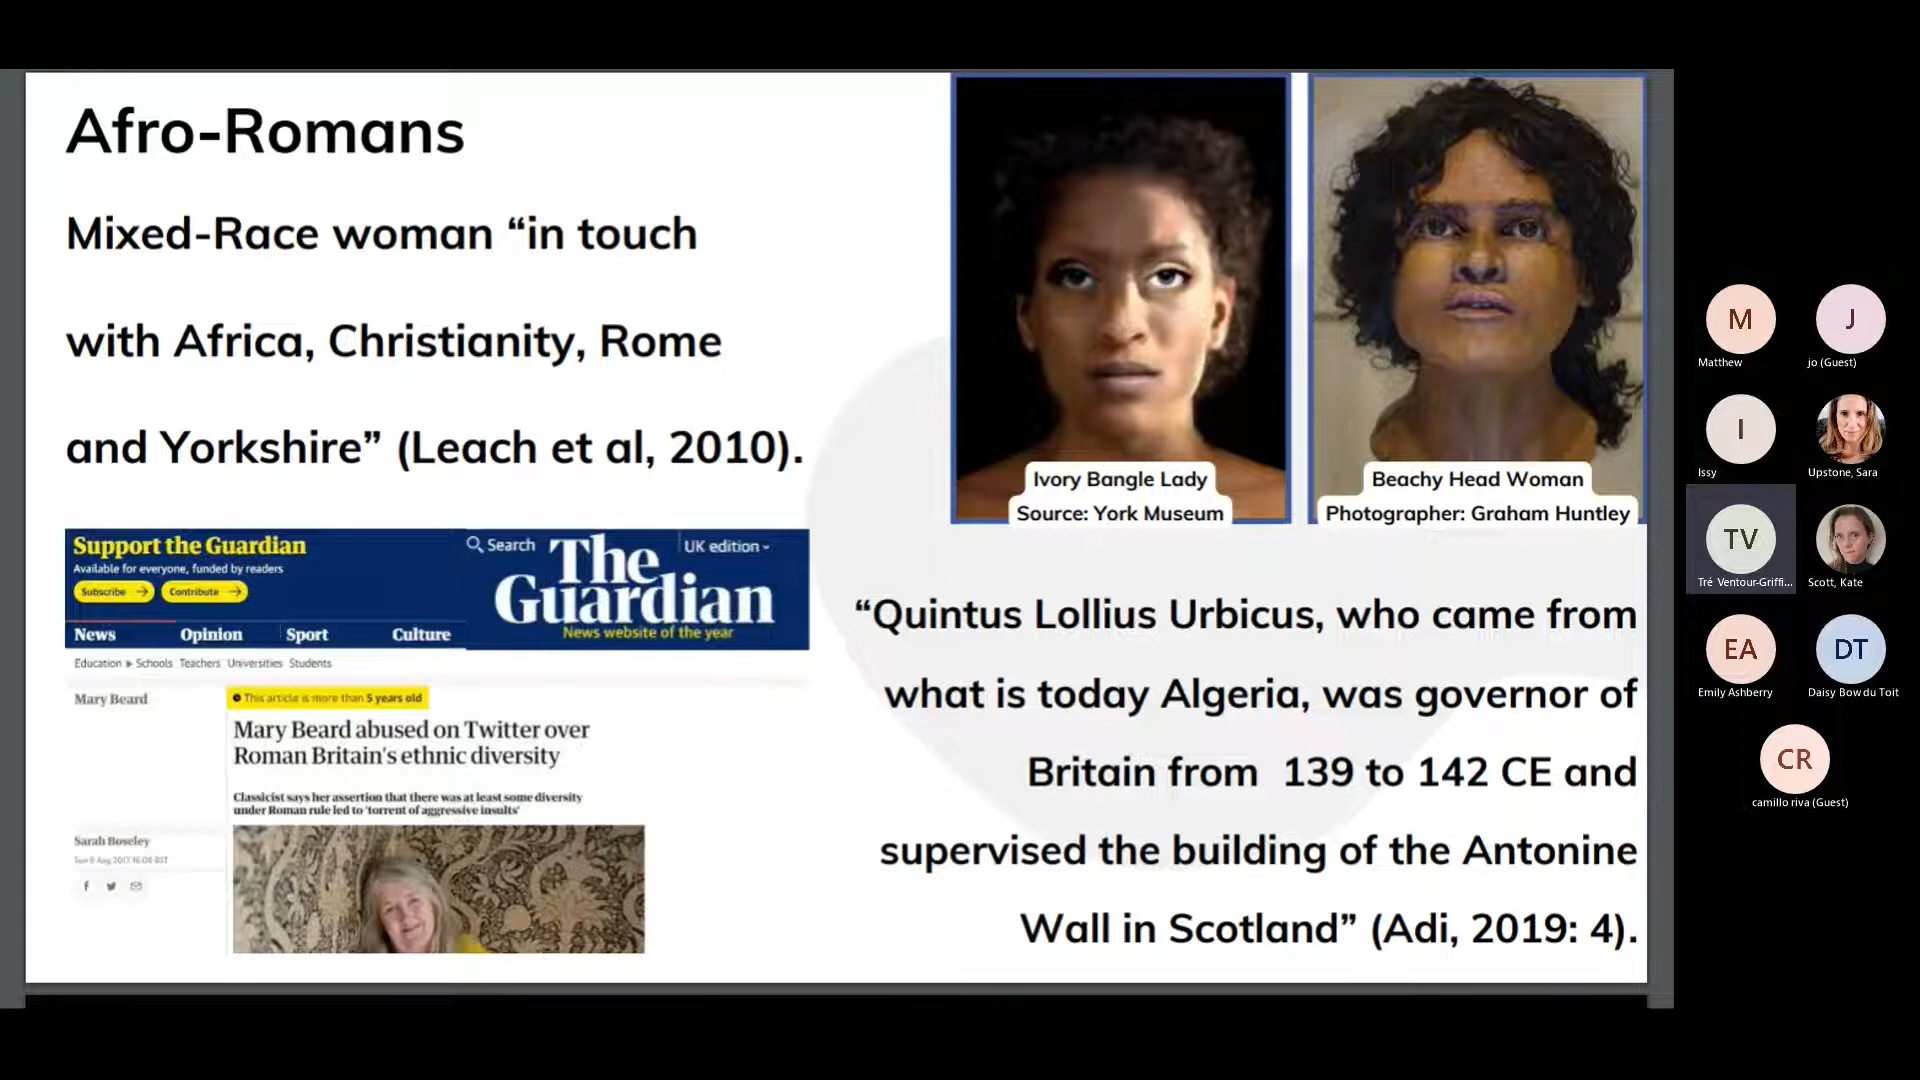 Afro-Romans
Mixed-Race woman “in touch
with Africa, Christianity, Rome
and Yorkshire” (Leach et al, 2010).
Ivory Bangle Lady
Source: York Museum
Beachy Head Woman
Photographer: Graham Huntley
Support the Guardian
Available for everyone, funded by readers
Subscribe →
Contribute →
Search
UK edition
The
Guardian
News website of the year
News Opinion Sport Culture
Education ▸ Schools Teachers Universities Students
Mary Beard
This article is more than 5 years old
Mary Beard abused on Twitter over
Roman Britain's ethnic diversity
Classicist says her assertion that there was at least some diversity
under Roman rule led to 'torrent of aggressive insults'
Sarah Boseley
Aug 2017 16.08 BST
“Quintus Lollius Urbicus, who came from
what is today Algeria, was governor of
Britain from 139 to 142 CE and
supervised the building of the Antonine
Wall in Scotland” (Adi, 2019: 4).
M
Matthew
J
jo (Guest)
I
Issy
Upstone, Sara
TV
Tré Ventour-Griffi...
Scott, Kate
EA
Emily Ashberry
DT
Daisy Bow du Toit
CR
camillo riva (Guest)